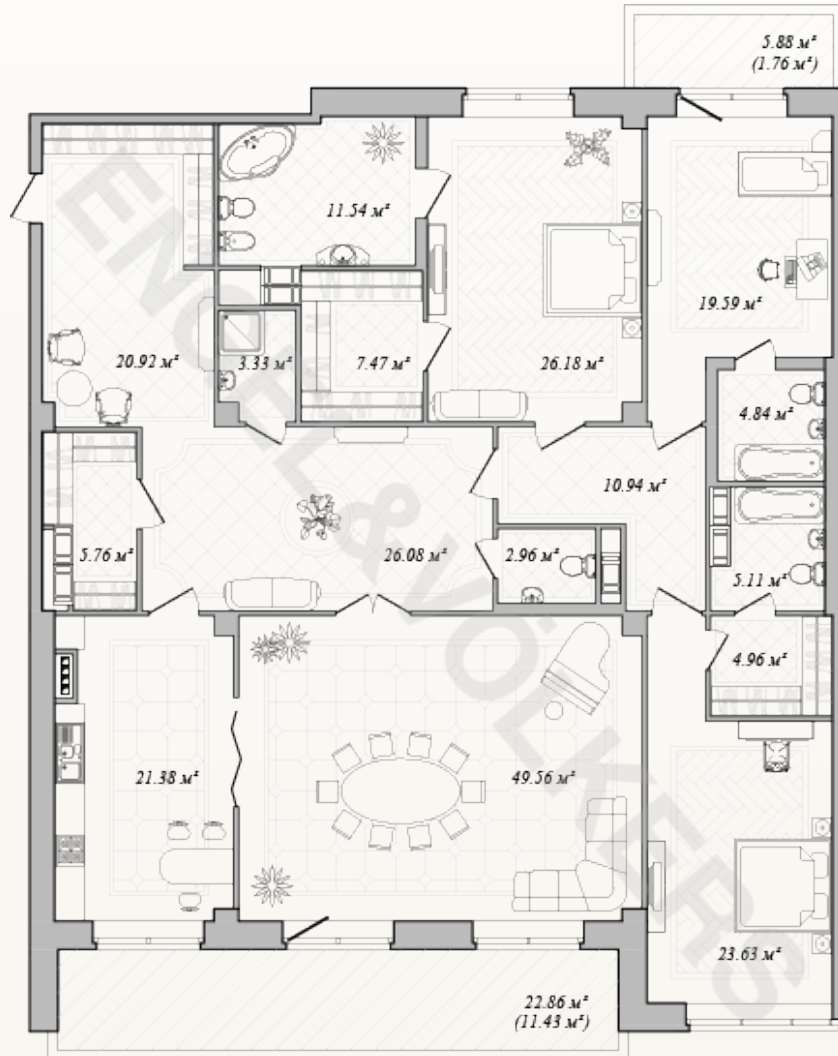 5.88 м²
(1.76 м²)
11.54 м²
19.59 м²
20.92 м²
3.33 м²
7.47 м²
26.18 м²
4.84 м²
10.94 м²
5.76 м²
26.08 м²
2.96 м²
5.11 м²
4.96 м²
21.38 м²
49.56 м²
23.63 м²
22.86 м²
(11.43 м²)
ENGEL & VÖLKERS